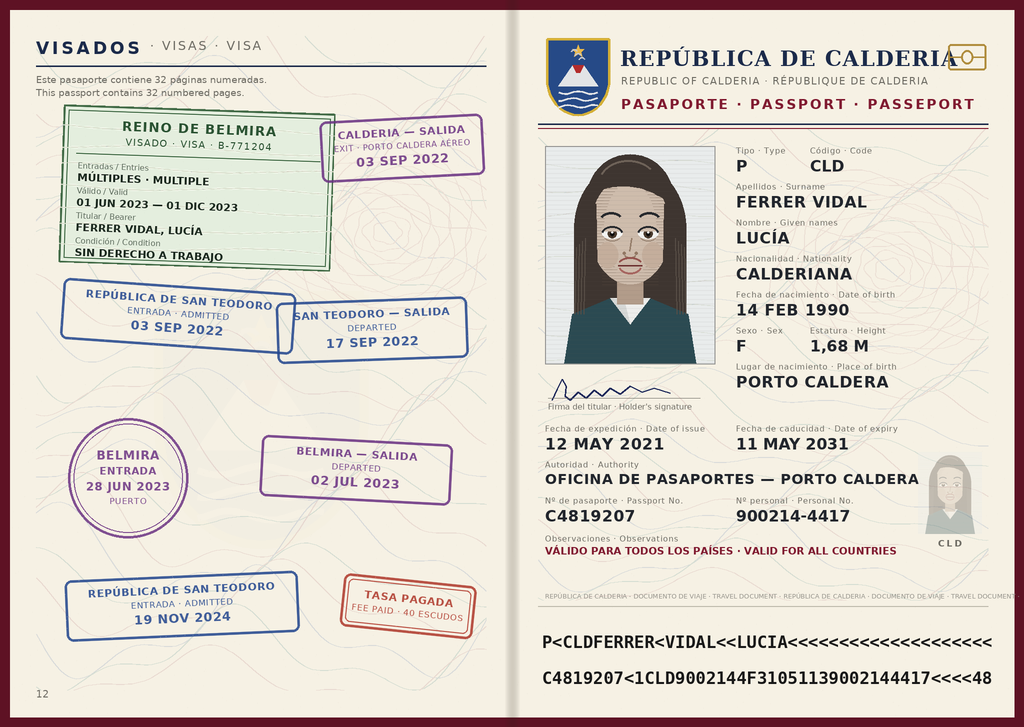 VISADOS · VISAS · VISA
Este pasaporte contiene 32 páginas numeradas.
This passport contains 32 numbered pages.
REINO DE BELMIRA
VISADO · VISA · B-771204
Entradas / Entries
MÚLTIPLES · MULTIPLE
Válido / Valid
01 JUN 2023 — 01 DIC 2023
Titular / Bearer
FERRER VIDAL, LUCÍA
Condición / Condition
SIN DERECHO A TRABAJO
CALDERIA — SALIDA
EXIT · PORTO CALDERA AÉREO
03 SEP 2022
REPÚBLICA DE SAN TEODORO
ENTRADA · ADMITTED
03 SEP 2022
SAN TEODORO — SALIDA
DEPARTED
17 SEP 2022
BELMIRA
ENTRADA
28 JUN 2023
PUERTO
BELMIRA — SALIDA
DEPARTED
02 JUL 2023
REPÚBLICA DE SAN TEODORO
ENTRADA · ADMITTED
19 NOV 2024
TASA PAGADA
FEE PAID · 40 ESCUDOS
12
REPÚBLICA DE CALDERIA
REPUBLIC OF CALDERIA · RÉPUBLIQUE DE CALDERIA
PASAPORTE · PASSPORT · PASSEPORT
Tipo · Type Código · Code
P CLD
Apellidos · Surname
FERRER VIDAL
Nombre · Given names
LUCÍA
Nacionalidad · Nationality
CALDERIANA
Fecha de nacimiento · Date of birth
14 FEB 1990
Sexo · Sex Estatura · Height
F 1,68 M
Lugar de nacimiento · Place of birth
PORTO CALDERA
Firma del titular · Holder's signature
Fecha de expedición · Date of issue Fecha de caducidad · Date of expiry
12 MAY 2021 11 MAY 2031
Autoridad · Authority
OFICINA DE PASAPORTES — PORTO CALDERA
Nº de pasaporte · Passport No. Nº personal · Personal No.
C4819207 900214-4417
CLD
Observaciones · Observations
VÁLIDO PARA TODOS LOS PAÍSES · VALID FOR ALL COUNTRIES
REPÚBLICA DE CALDERIA · DOCUMENTO DE VIAJE · TRAVEL DOCUMENT · REPÚBLICA DE CALDERIA · DOCUMENTO DE VIAJE · TRAVEL DOCUMENT
P<CLDFERRER<VIDAL<<LUCIA<<<<<<<<<<<<<<<<<<<<
C4819207<1CLD9002144F31051139002144417<<<<48